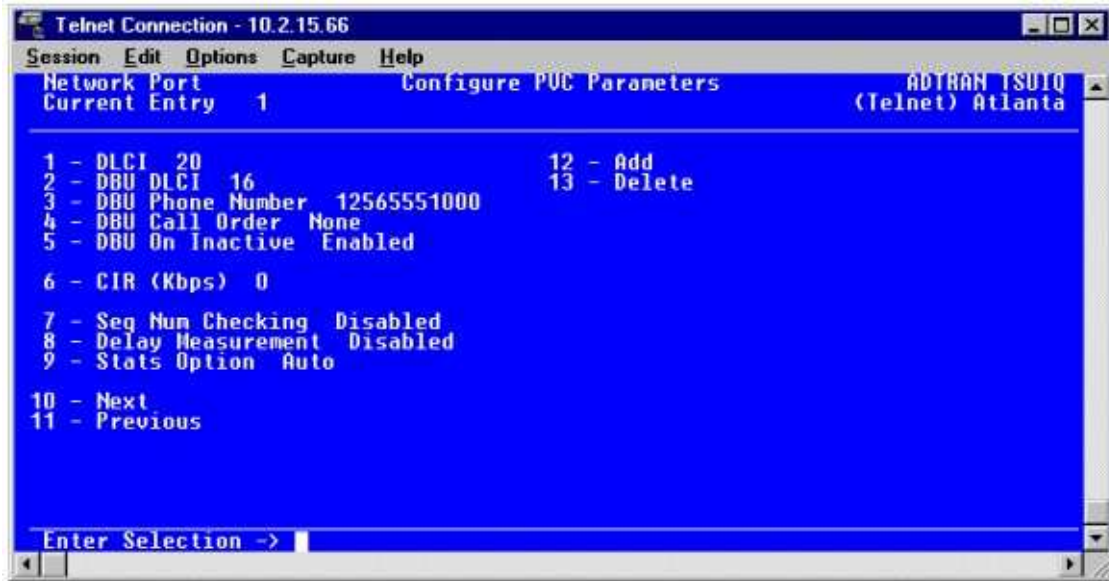 Telnet Connection - 10.2.15.66
Session Edit Options Capture Help
Network Port Configure PVC Parameters ADTRAN TSUIQ
Current Entry 1 (Telnet) Atlanta
1 - DLCI 20 12 - Add
2 - DBU DLCI 16 13 - Delete
3 - DBU Phone Number 12565551000
4 - DBU Call Order None
5 - DBU On Inactive Enabled
6 - CIR (Kbps) 0
7 - Seq Num Checking Disabled
8 - Delay Measurement Disabled
9 - Stats Option Auto
10 - Next
11 - Previous
Enter Selection ->